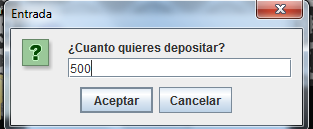 Entrada
¿Cuanto quieres depositar?
500
Aceptar Cancelar